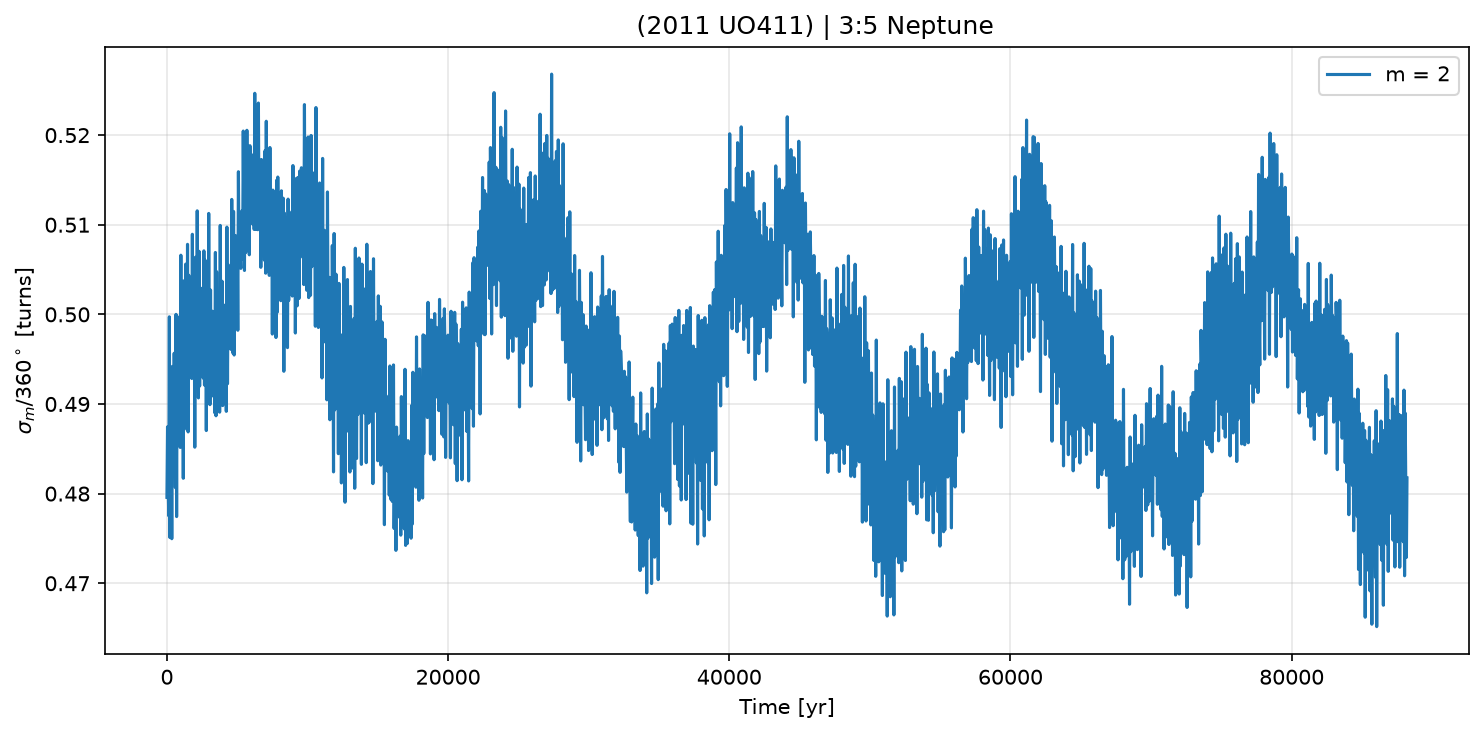 (2011 UO411) | 3:5 Neptune
m = 2
0.52
0.51
0.50
0.49
0.48
0.47
σₘ/360° [turns]
0 20000 40000 60000 80000
Time [yr]